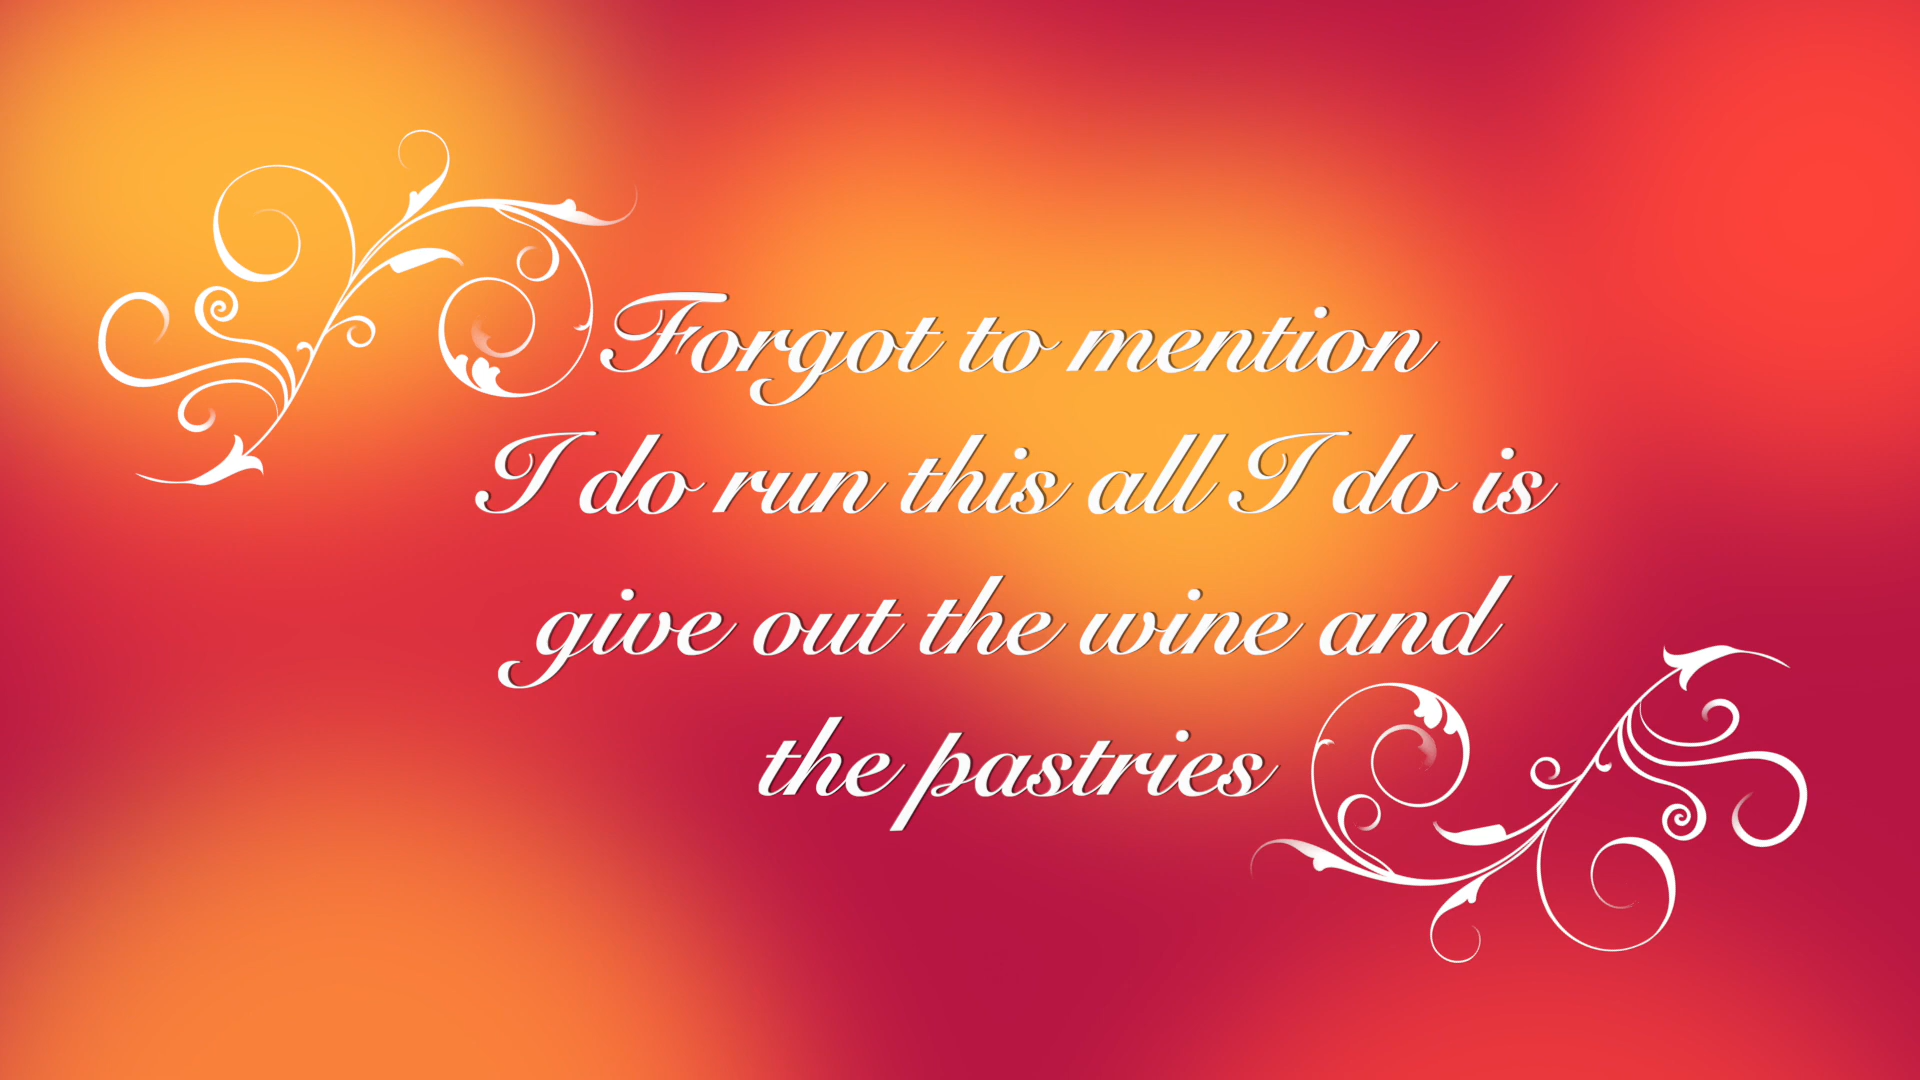 Forgot to mention
I do run this all I do is
give out the wine and
the pastries